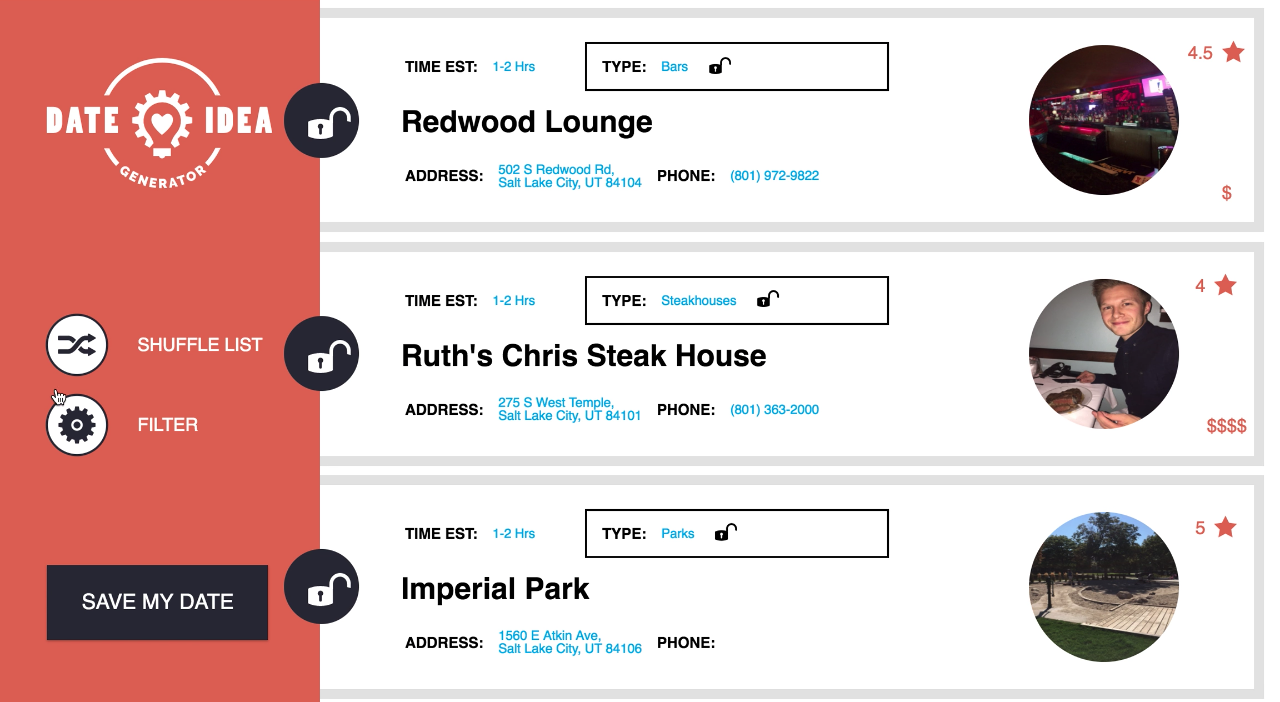 DATE IDEA
GENERATOR
SHUFFLE LIST
FILTER
SAVE MY DATE
TIME EST: 1-2 Hrs TYPE: Bars
4.5
Redwood Lounge
ADDRESS: 502 S Redwood Rd,
Salt Lake City, UT 84104 PHONE: (801) 972-9822
$
TIME EST: 1-2 Hrs TYPE: Steakhouses
4
Ruth's Chris Steak House
ADDRESS: 275 S West Temple,
Salt Lake City, UT 84101 PHONE: (801) 363-2000
$$$$
TIME EST: 1-2 Hrs TYPE: Parks
5
Imperial Park
ADDRESS: 1560 E Atkin Ave,
Salt Lake City, UT 84106 PHONE: